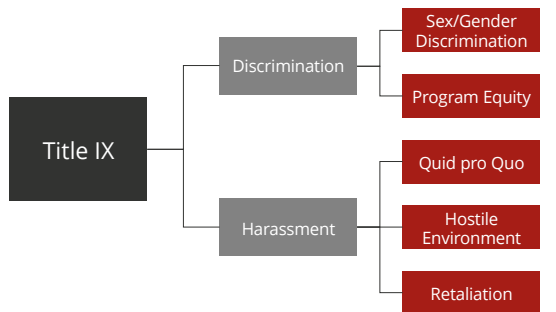 Title IX
Discrimination
Sex/Gender
Discrimination
Program Equity
Harassment
Quid pro Quo
Hostile
Environment
Retaliation